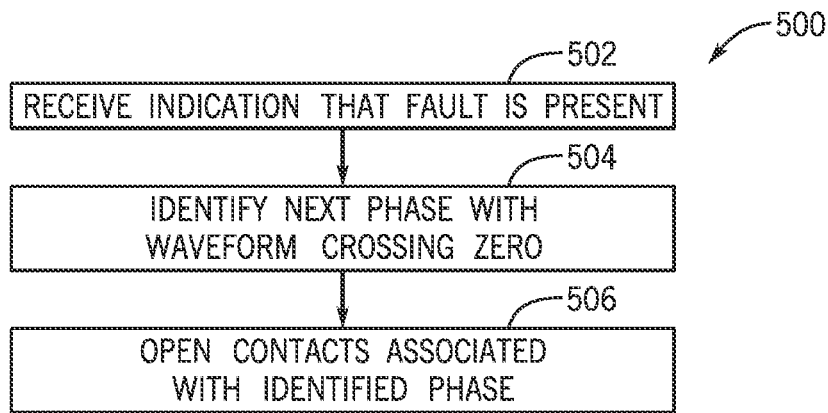 500
502
RECEIVE INDICATION THAT FAULT IS PRESENT
504
IDENTIFY NEXT PHASE WITH
WAVEFORM CROSSING ZERO
506
OPEN CONTACTS ASSOCIATED
WITH IDENTIFIED PHASE